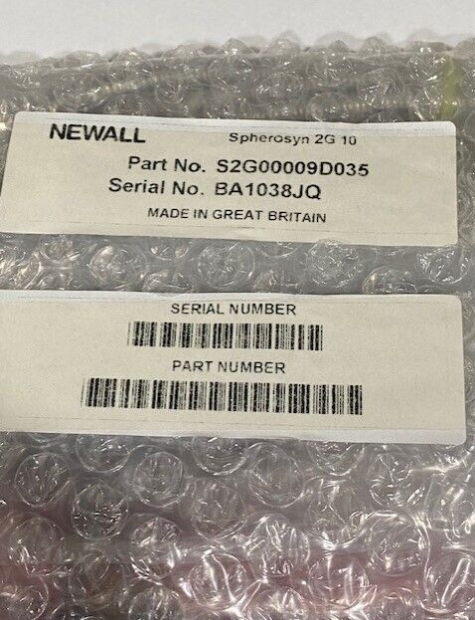 NEWALL Spherosyn 2G 10
Part No. S2G00009D035
Serial No. BA1038JQ
MADE IN GREAT BRITAIN
SERIAL NUMBER
PART NUMBER